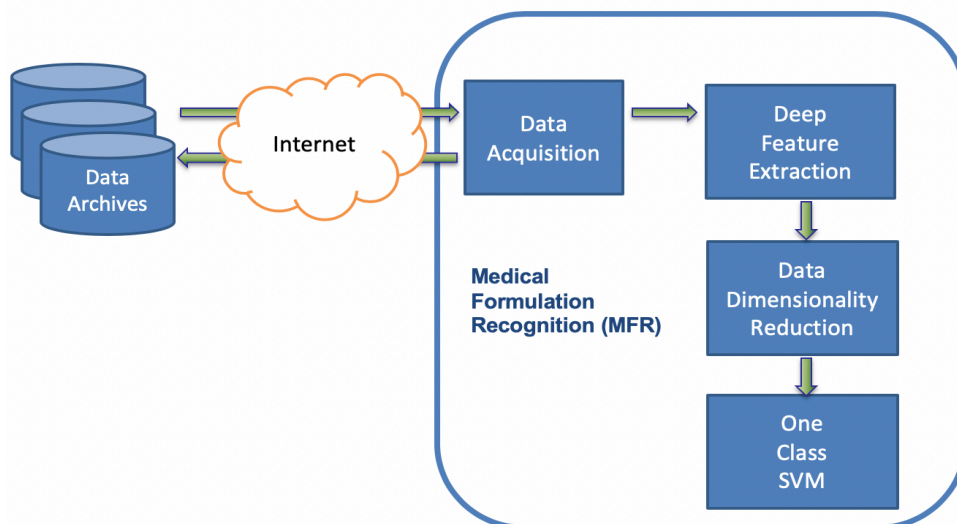 Data
Archives
Internet
Data
Acquisition
Deep
Feature
Extraction
Medical
Formulation
Recognition (MFR)
Data
Dimensionality
Reduction
One
Class
SVM